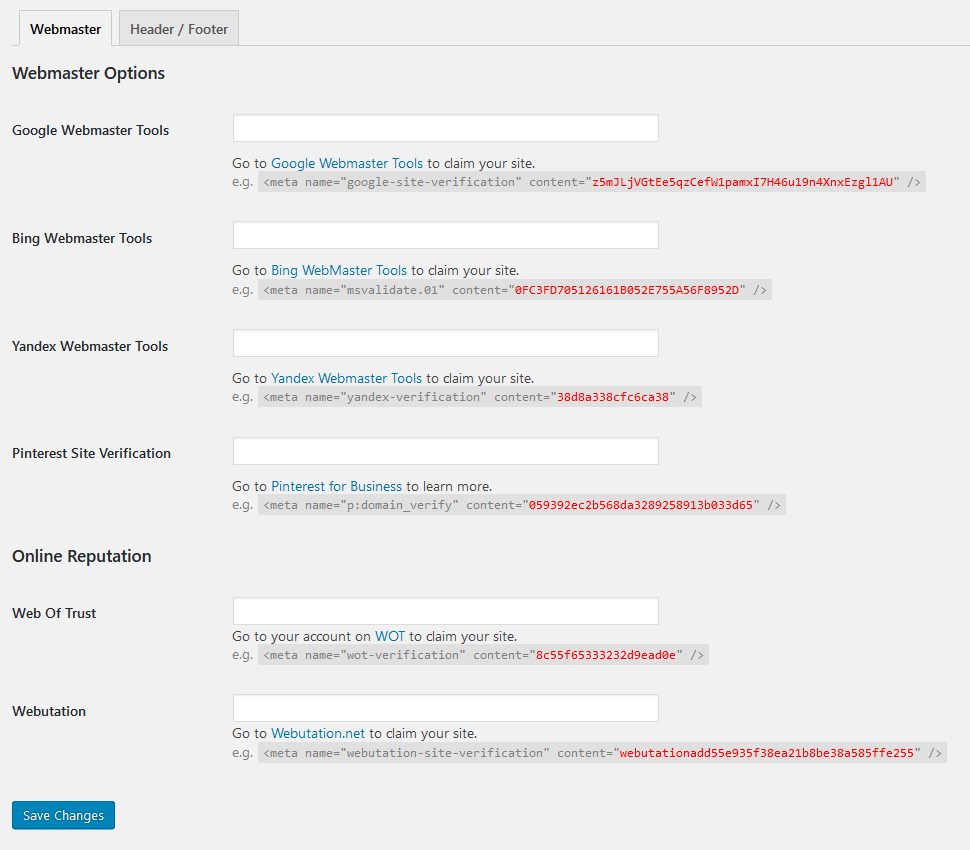 Webmaster
Header / Footer
Webmaster Options
Google Webmaster Tools
Go to Google Webmaster Tools to claim your site.
e.g. <meta name="google-site-verification" content="z5mJLjVGtEe5qzCefW1pamxI7H46u19n4XnxEzgl1AU" />
Bing Webmaster Tools
Go to Bing WebMaster Tools to claim your site.
e.g. <meta name="msvalidate.01" content="0FC3FD705126161B052E755A56F8952D" />
Yandex Webmaster Tools
Go to Yandex Webmaster Tools to claim your site.
e.g. <meta name="yandex-verification" content="38d8a338cfc6ca38" />
Pinterest Site Verification
Go to Pinterest for Business to learn more.
e.g. <meta name="p:domain_verify" content="059392ec2b568da3289258913b033d65" />
Online Reputation
Web Of Trust
Go to your account on WOT to claim your site.
e.g. <meta name="wot-verification" content="8c55f65333232d9ead0e" />
Webutation
Go to Webutation.net to claim your site.
e.g. <meta name="webutation-site-verification" content="webutationadd55e935f38ea21b8be38a585ffe255" />
Save Changes